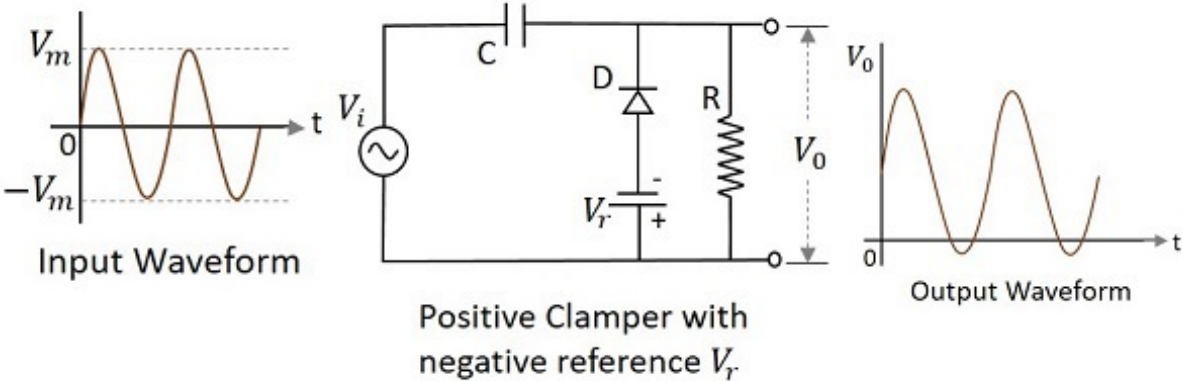 V_m
0
t
−V_m
Input Waveform
C
V_i
D
R
V_r
-
+
V_0
Positive Clamper with
negative reference V_r
V_0
0
t
Output Waveform